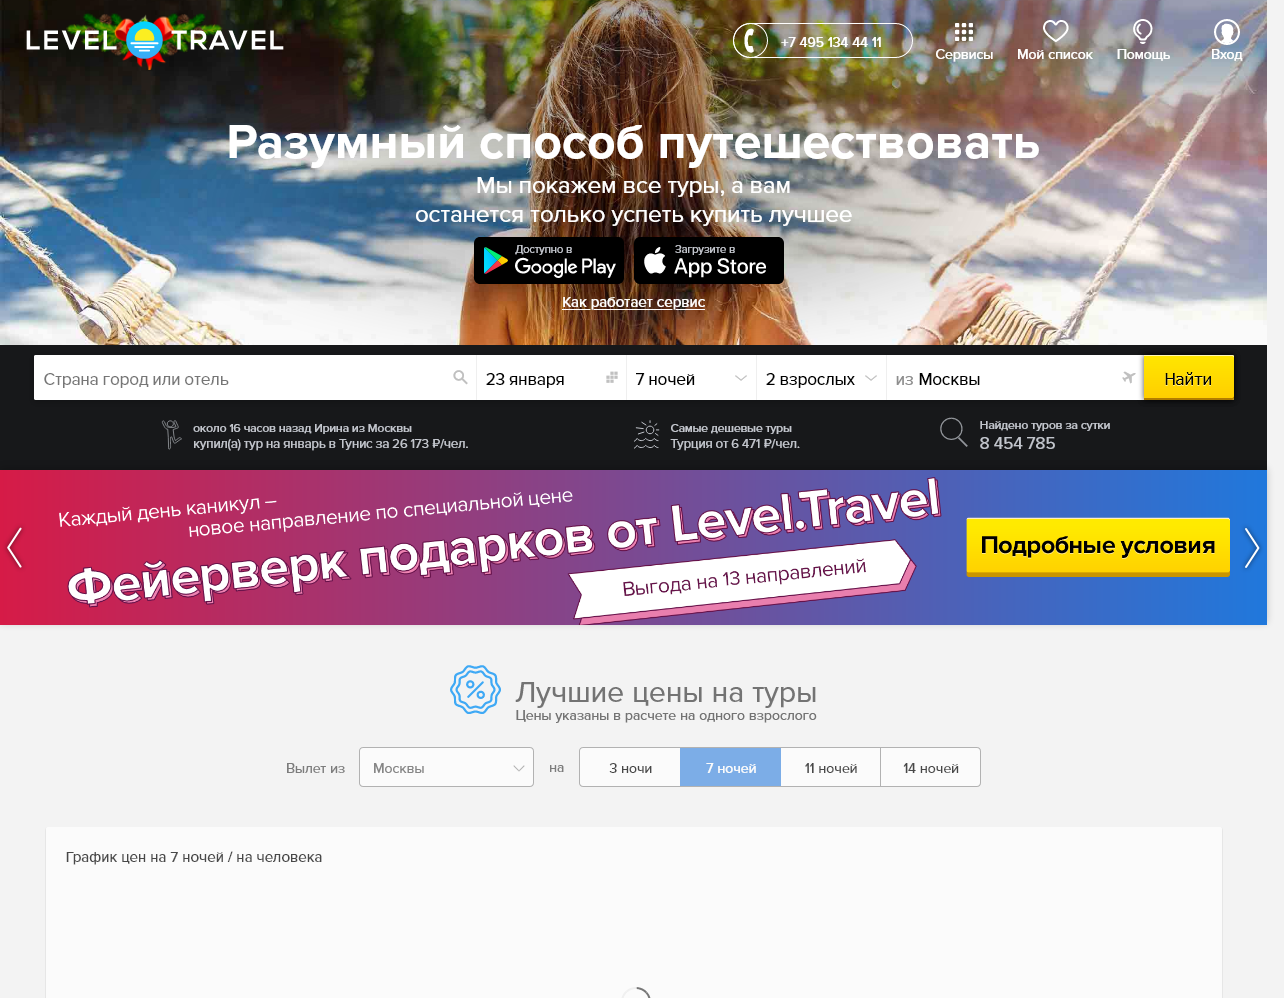 LEVEL TRAVEL
+7 495 134 44 11
Сервисы
Мой список
Помощь
Вход
Разумный способ путешествовать
Мы покажем все туры, а вам
останется только успеть купить лучшее
Доступно в
Google Play
Загрузите в
App Store
Как работает сервис
Страна город или отель
23 января
7 ночей
2 взрослых
из Москвы
Найти
около 16 часов назад Ирина из Москвы
купил(а) тур на январь в Тунис за 26 173 ₽/чел.
Самые дешевые туры
Турция от 6 471 ₽/чел.
Найдено туров за сутки
8 454 785
Каждый день каникул –
новое направление по специальной цене
Фейерверк подарков от Level.Travel
Выгода на 13 направлений
Подробные условия
Лучшие цены на туры
Цены указаны в расчете на одного взрослого
Вылет из
Москвы
на
3 ночи
7 ночей
11 ночей
14 ночей
График цен на 7 ночей / на человека